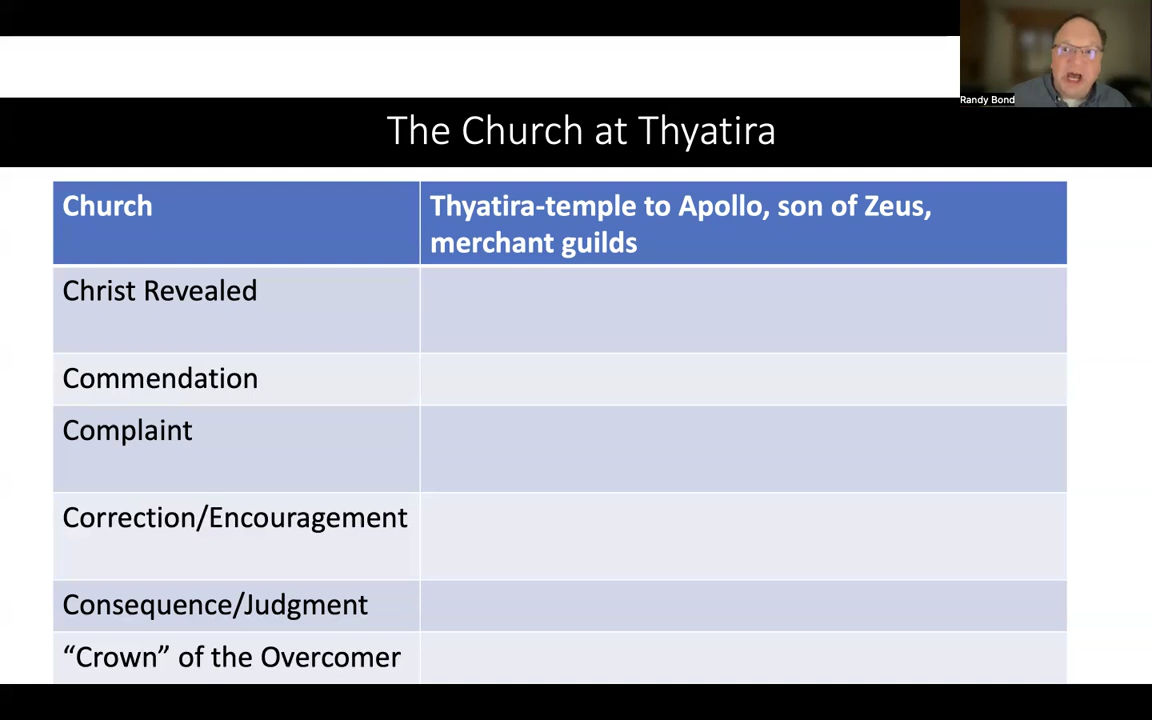 Randy Bond
The Church at Thyatira
Church
Thyatira-temple to Apollo, son of Zeus,
merchant guilds
Christ Revealed
Commendation
Complaint
Correction/Encouragement
Consequence/Judgment
“Crown” of the Overcomer